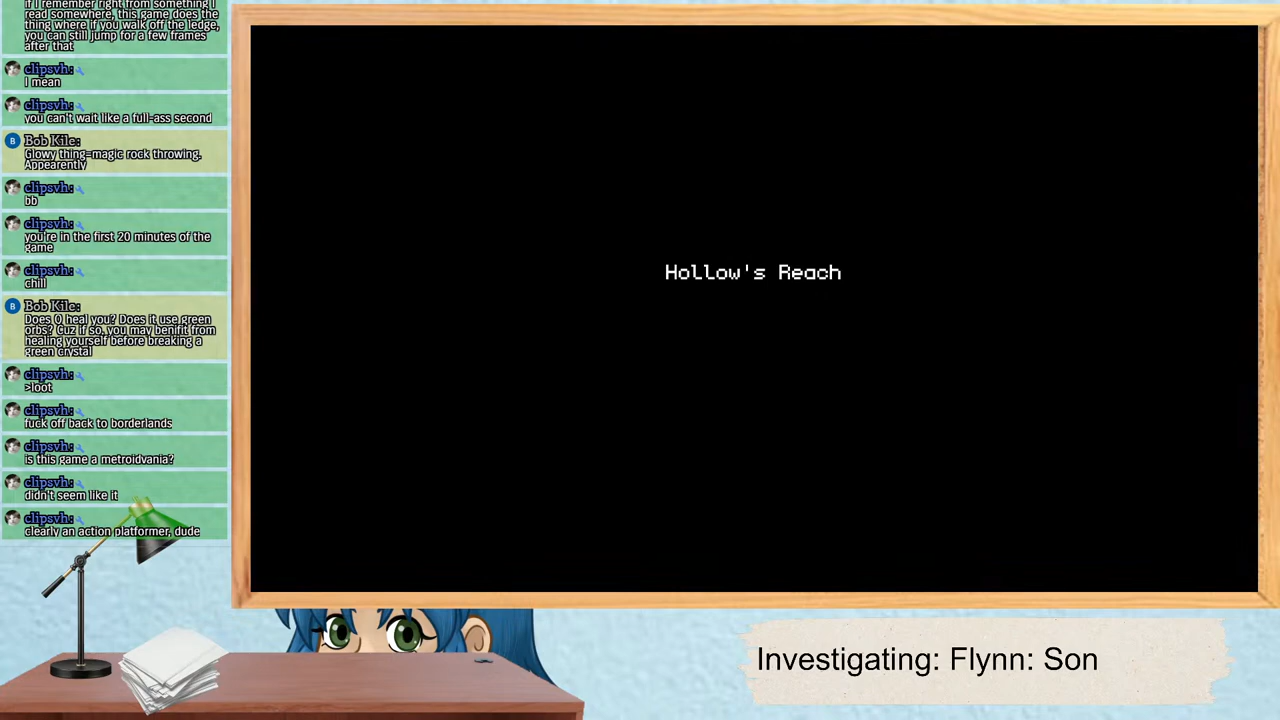 if I remember right from something I
read somewhere, this game does the
thing where if you walk off the ledge,
you can still jump for a few frames
after that
clipsvh:
I mean
clipsvh:
you can't wait like a full-ass second
B Bob Kile:
Glowy thing=magic rock throwing.
Appearently
clipsvh:
bb
clipsvh:
you're in the first 20 minutes of the
game
clipsvh:
chill
B Bob Kile:
Does Q heal you? Does it use green
orbs? Cuz if so, you may benifit from
healing yourself before breaking a
green crystal
clipsvh:
>loot
clipsvh:
fuck off back to borderlands
clipsvh:
is this game a metroidvania?
clipsvh:
didn't seem like it
clipsvh:
clearly an action platformer, dude
Hollow's Reach
Investigating: Flynn: Son